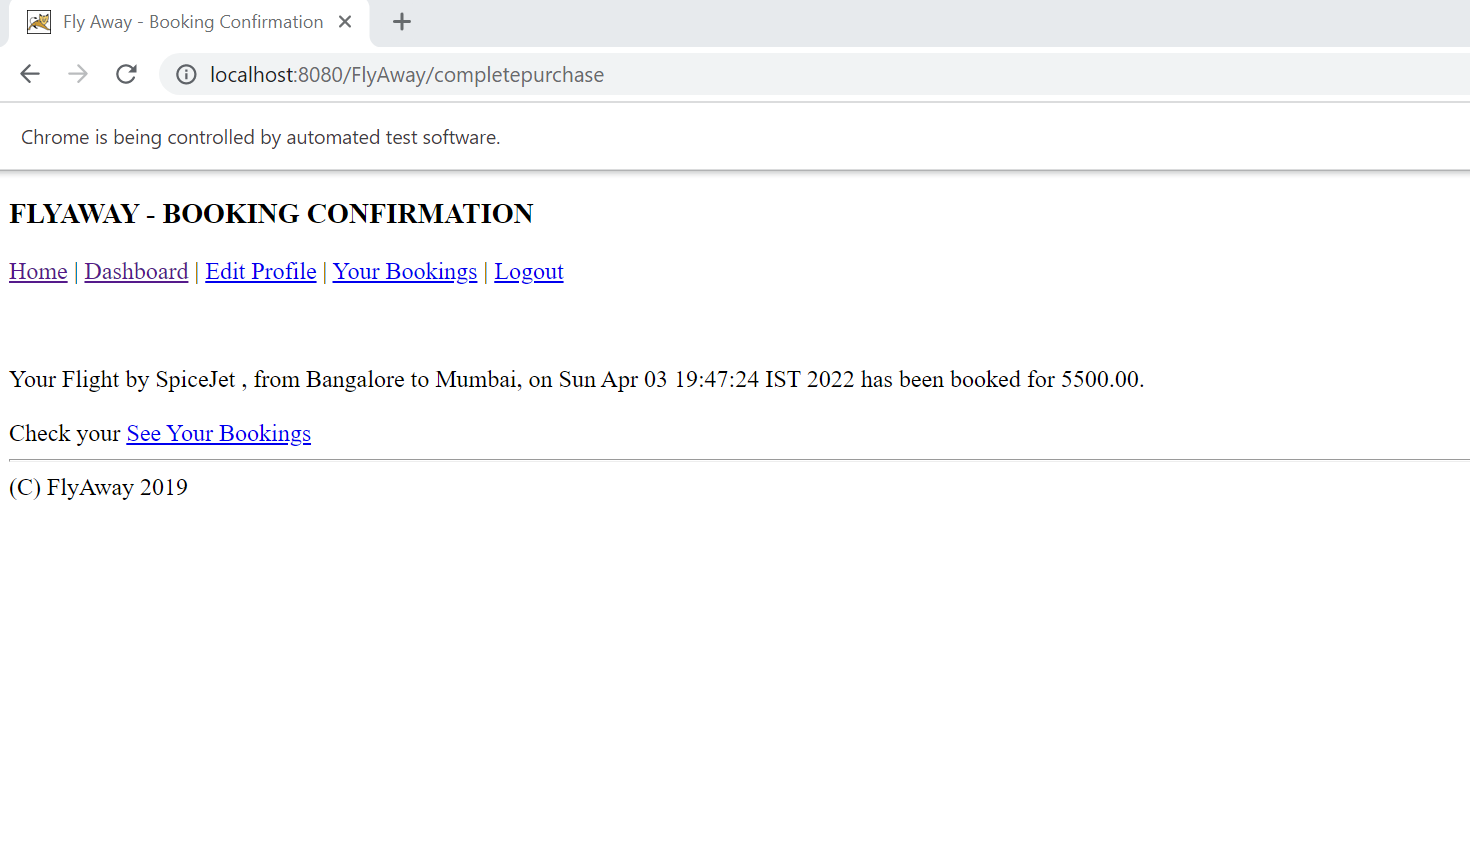 Fly Away - Booking Confirmation
localhost:8080/FlyAway/completepurchase
Chrome is being controlled by automated test software.
FLYAWAY - BOOKING CONFIRMATION
Home | Dashboard | Edit Profile | Your Bookings | Logout
Your Flight by SpiceJet , from Bangalore to Mumbai, on Sun Apr 03 19:47:24 IST 2022 has been booked for 5500.00.
Check your See Your Bookings
(C) FlyAway 2019